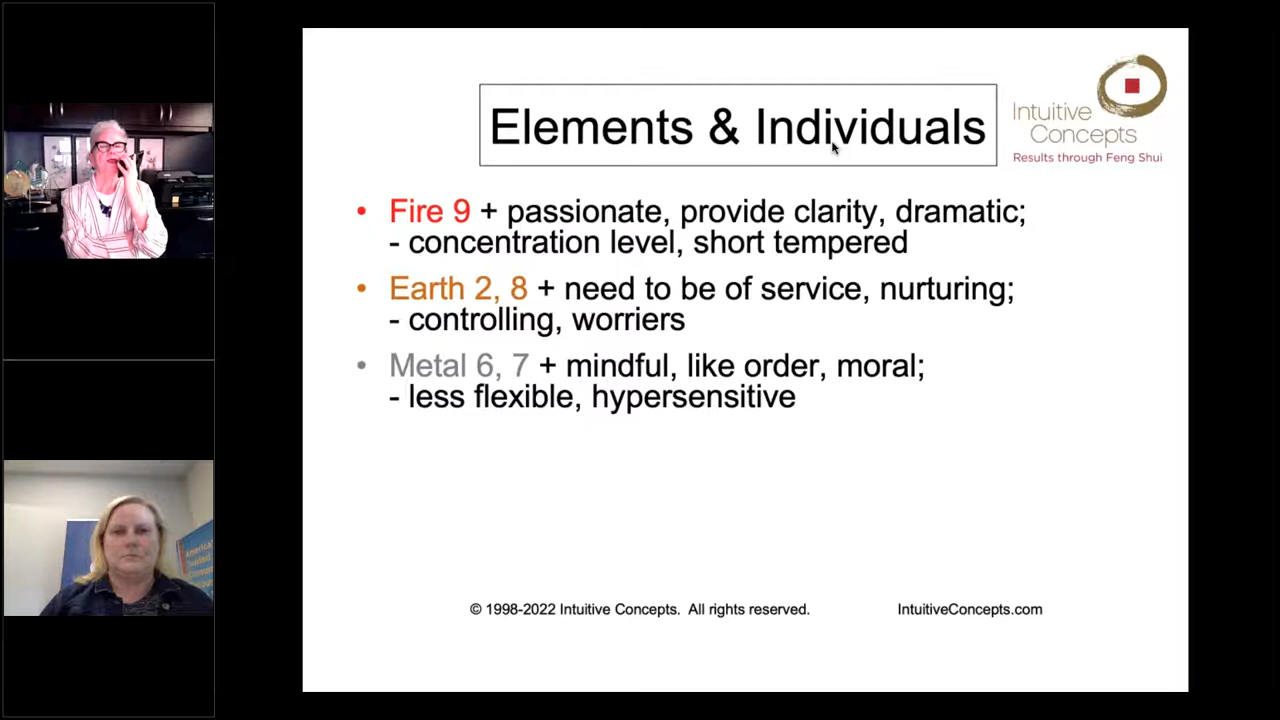 Elements & Individuals
Intuitive
Concepts
Results through Feng Shui
• Fire 9 + passionate, provide clarity, dramatic;
- concentration level, short tempered
• Earth 2, 8 + need to be of service, nurturing;
- controlling, worriers
• Metal 6, 7 + mindful, like order, moral;
- less flexible, hypersensitive
© 1998-2022 Intuitive Concepts. All rights reserved.
IntuitiveConcepts.com